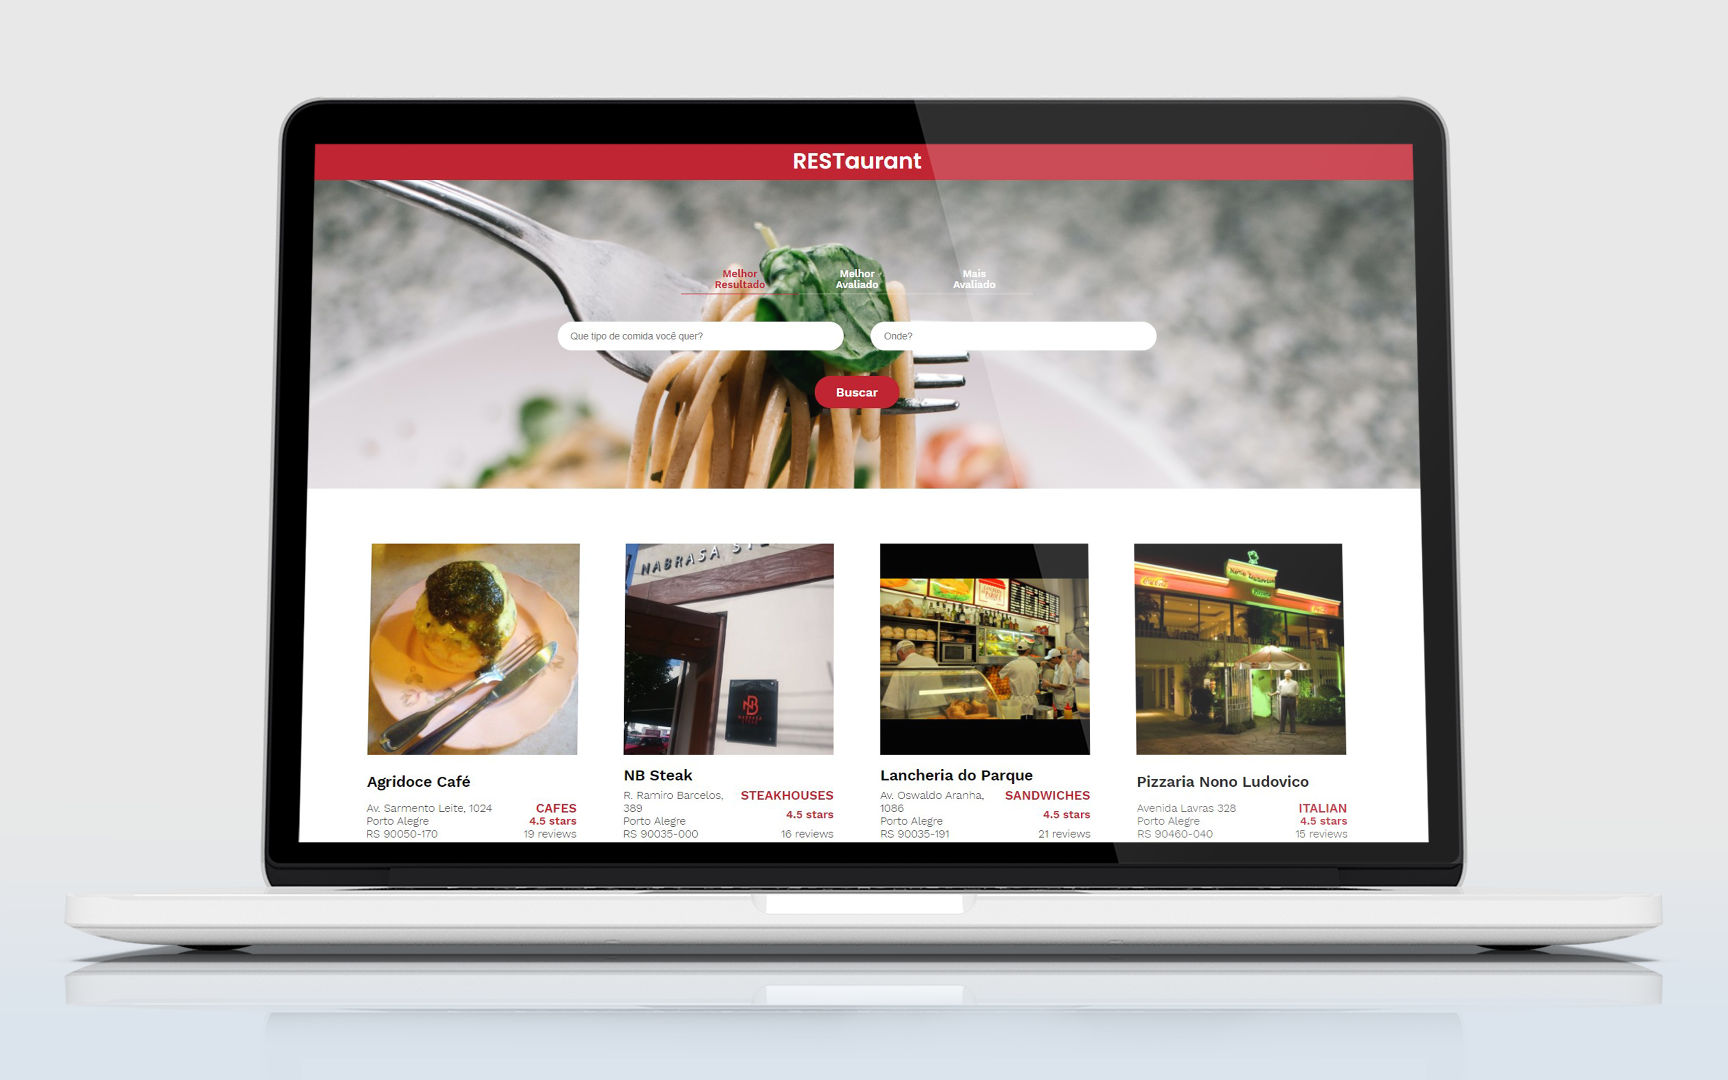 RESTaurant
Melhor
Resultado
Melhor
Avaliado
Mais
Avaliado
Que tipo de comida você quer?
Onde?
Buscar
NABRASA
NB
Agridoce Café
Av. Sarmento Leite, 1024
Porto Alegre
RS 90050-170
CAFES
4.5 stars
19 reviews
NB Steak
R. Ramiro Barcelos,
389
Porto Alegre
RS 90035-000
STEAKHOUSES
4.5 stars
16 reviews
Lancheria do Parque
Av. Oswaldo Aranha,
1086
Porto Alegre
RS 90035-191
SANDWICHES
4.5 stars
21 reviews
Pizzaria Nono Ludovico
Avenida Lavras 328
Porto Alegre
RS 90460-040
ITALIAN
4.5 stars
15 reviews